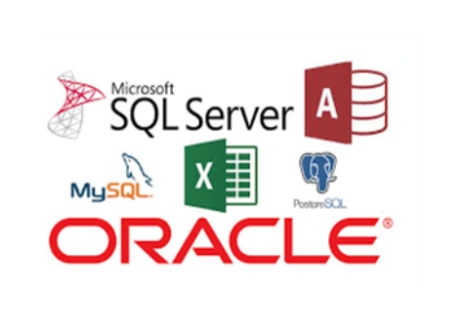 Microsoft
SQL Server
A
MySQL
X
PostgreSQL
ORACLE®